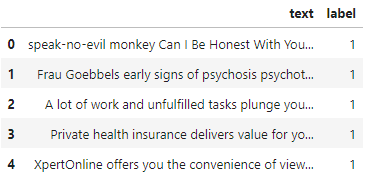 text label
0 speak-no-evil monkey Can I Be Honest With You... 1
1 Frau Goebbels early signs of psychosis psychot... 1
2 A lot of work and unfulfilled tasks plunge you... 1
3 Private health insurance delivers value for yo... 1
4 XpertOnline offers you the convenience of view... 1